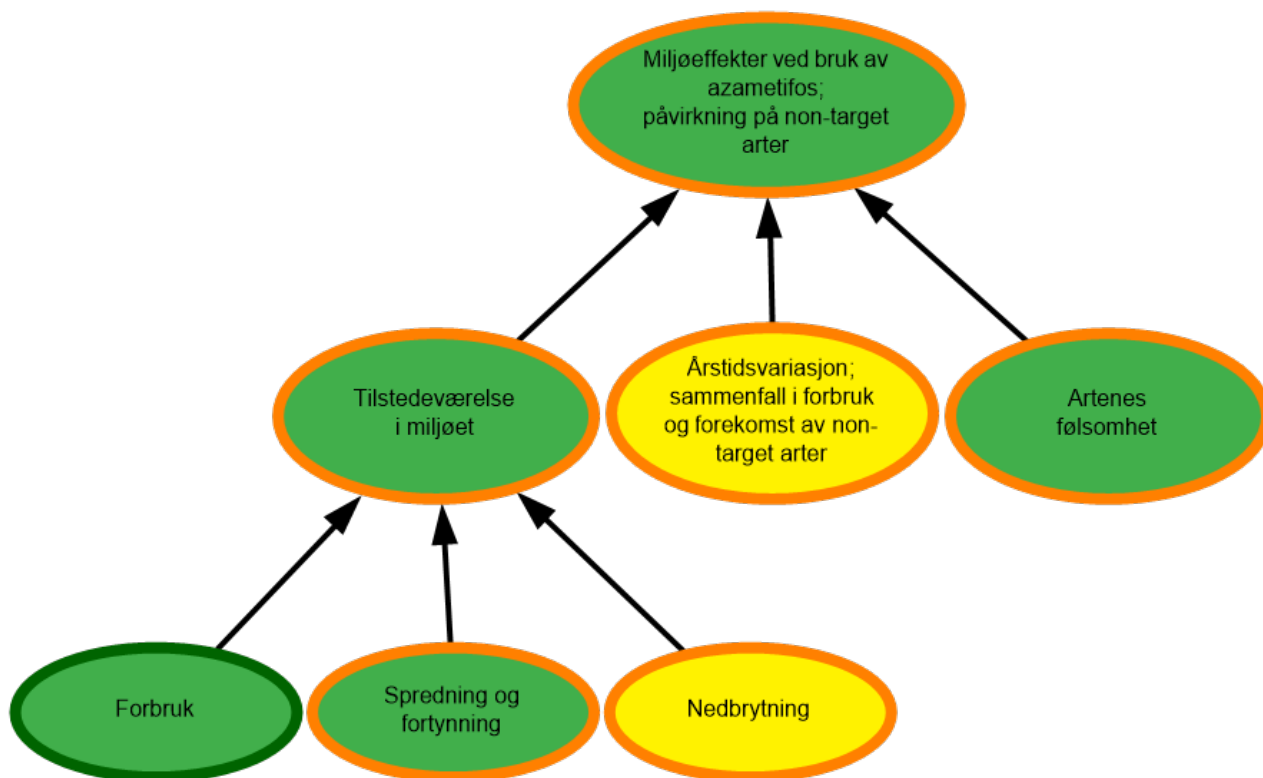 Miljøeffekter ved bruk av
azametifos;
påvirkning på non-target
arter
Tilstedeværelse
i miljøet
Årstidsvariasjon;
sammenfall i forbruk
og forekomst av non-
target arter
Artenes
følsomhet
Forbruk
Spredning og
fortynning
Nedbrytning